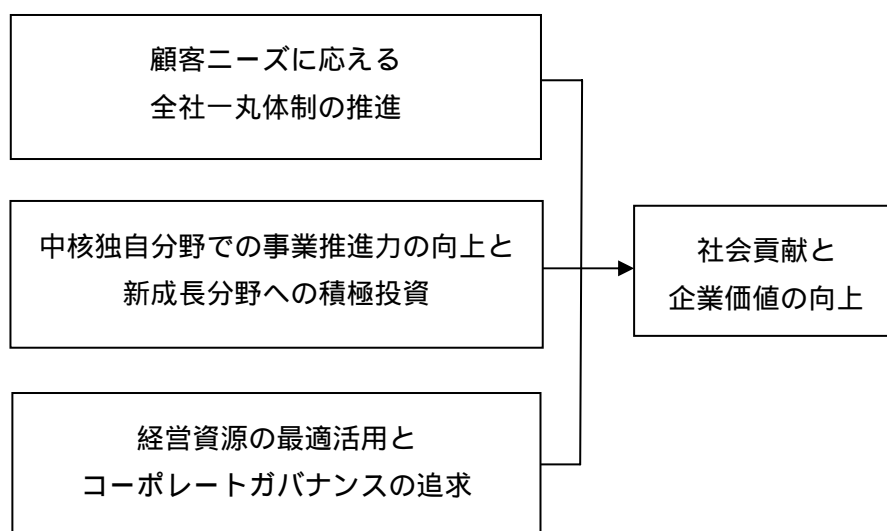 顧客ニーズに応える
全社一丸体制の推進
中核独自分野での事業推進力の向上と
新成長分野への積極投資
社会貢献と
企業価値の向上
経営資源の最適活用と
コーポレートガバナンスの追求